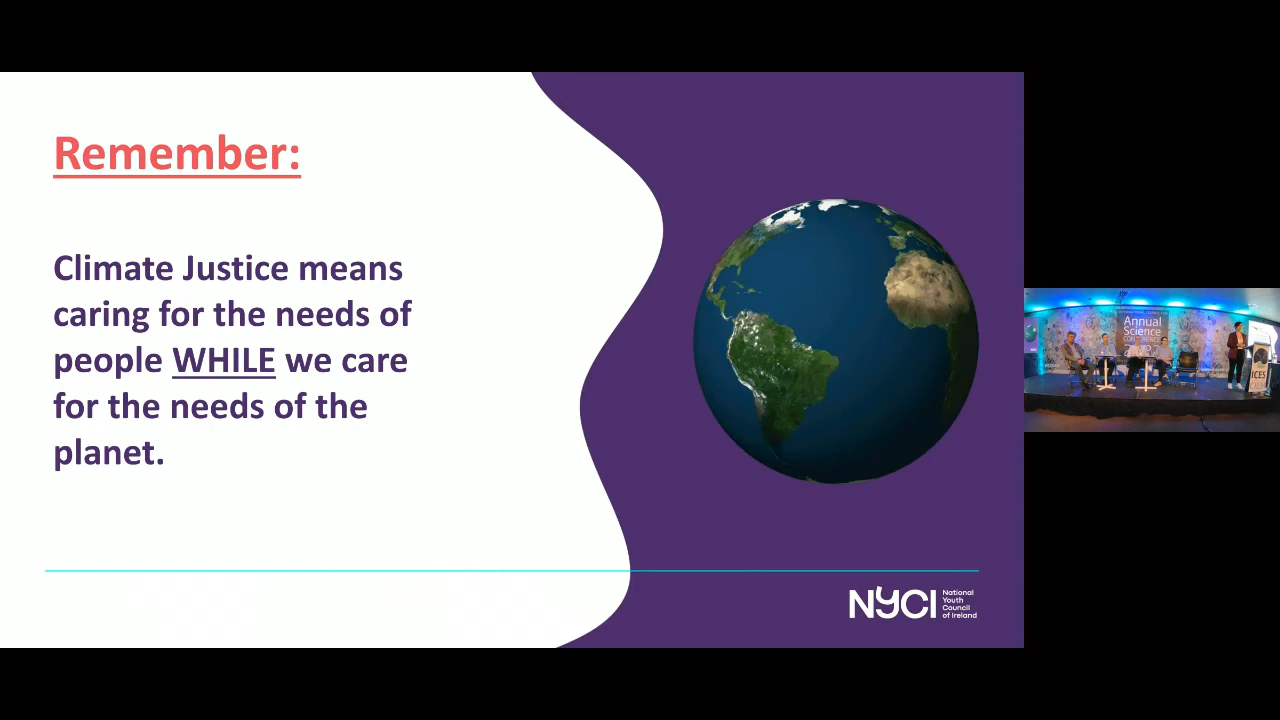 Remember:
Climate Justice means
caring for the needs of
people WHILE we care
for the needs of the
planet.
NYCI
National
Youth
Council
of Ireland
Annual
Science
ICES